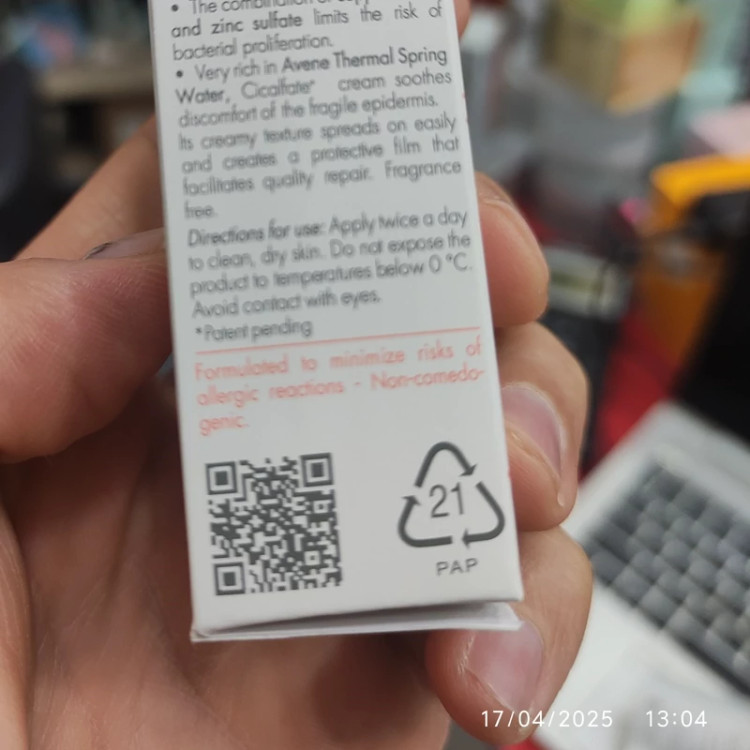 • The combination of
and zinc sulfate limits the risk of
bacterial proliferation.
• Very rich in Avene Thermal Spring
Water, Cicalfate* cream soothes
discomfort of the fragile epidermis.
Its creamy texture spreads on easily
and creates a protective film that
facilitates quality repair. Fragrance
free.
Directions for use: Apply twice a day
to clean, dry skin. Do not expose the
product to temperatures below 0 °C.
Avoid contact with eyes.
*Patent pending
Formulated to minimize risks of
allergic reactions - Non-comedo-
genic.
21
PAP
17/04/2025 13:04